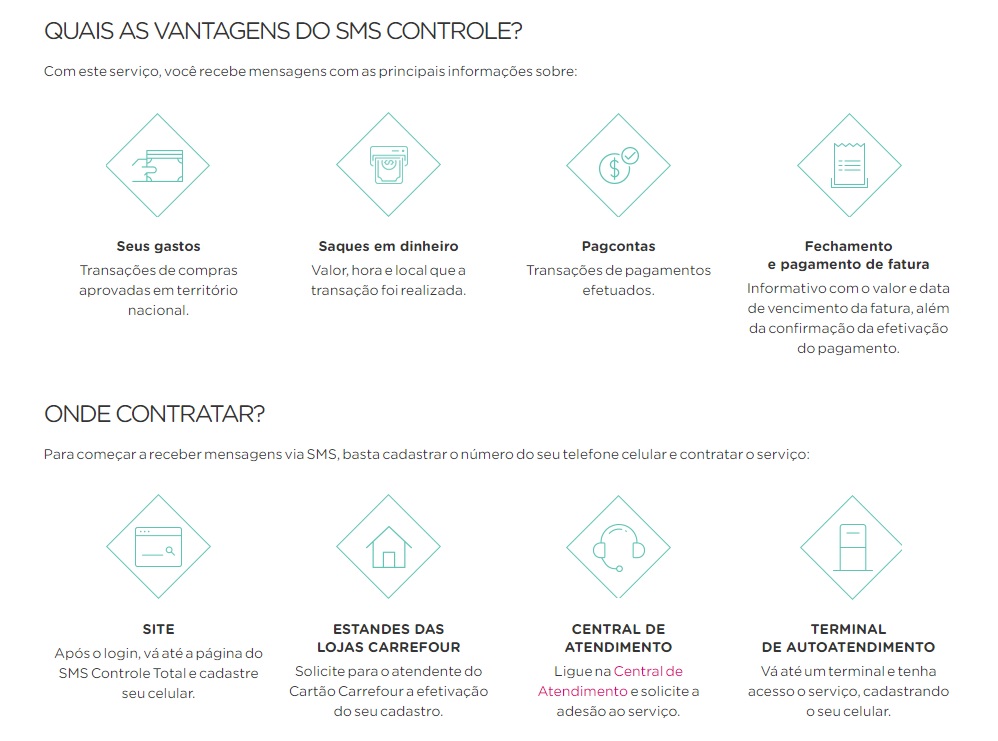 QUAIS AS VANTAGENS DO SMS CONTROLE?
Com este serviço, você recebe mensagens com as principais informações sobre:
Seus gastos
Transações de compras
aprovadas em território
nacional.
Saques em dinheiro
Valor, hora e local que a
transação foi realizada.
Pagcontas
Transações de pagamentos
efetuados.
Fechamento
e pagamento de fatura
Informativo com o valor e data
de vencimento da fatura, além
da confirmação da efetivação
do pagamento.
ONDE CONTRATAR?
Para começar a receber mensagens via SMS, basta cadastrar o número do seu telefone celular e contratar o serviço:
SITE
Após o login, vá até a página do
SMS Controle Total e cadastre
seu celular.
ESTANDES DAS
LOJAS CARREFOUR
Solicite para o atendente do
Cartão Carrefour a efetivação
do seu cadastro.
CENTRAL DE
ATENDIMENTO
Ligue na Central de
Atendimento e solicite a
adesão ao serviço.
TERMINAL
DE AUTOATENDIMENTO
Vá até um terminal e tenha
acesso o serviço, cadastrando
o seu celular.